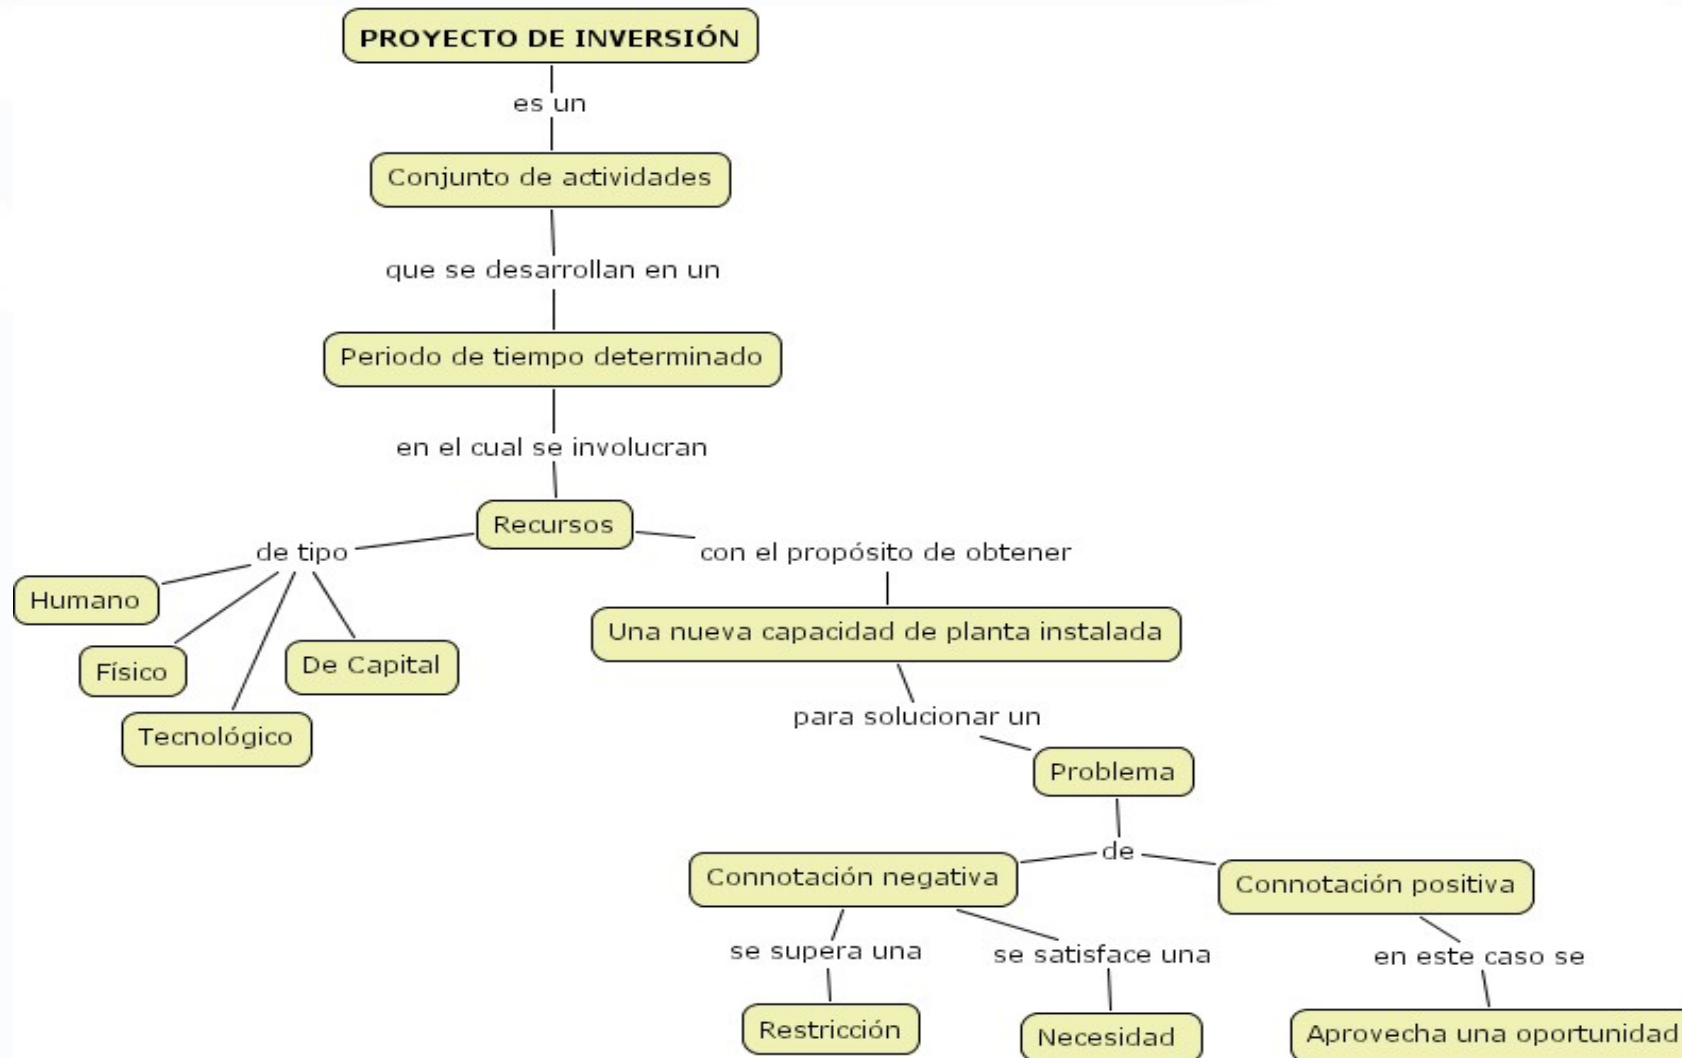 PROYECTO DE INVERSIÓN
es un
Conjunto de actividades
que se desarrollan en un
Periodo de tiempo determinado
en el cual se involucran
Recursos
de tipo
Humano
Físico
Tecnológico
De Capital
con el propósito de obtener
Una nueva capacidad de planta instalada
para solucionar un
Problema
de
Connotación negativa
se supera una
Restricción
se satisface una
Necesidad
Connotación positiva
en este caso se
Aprovecha una oportunidad